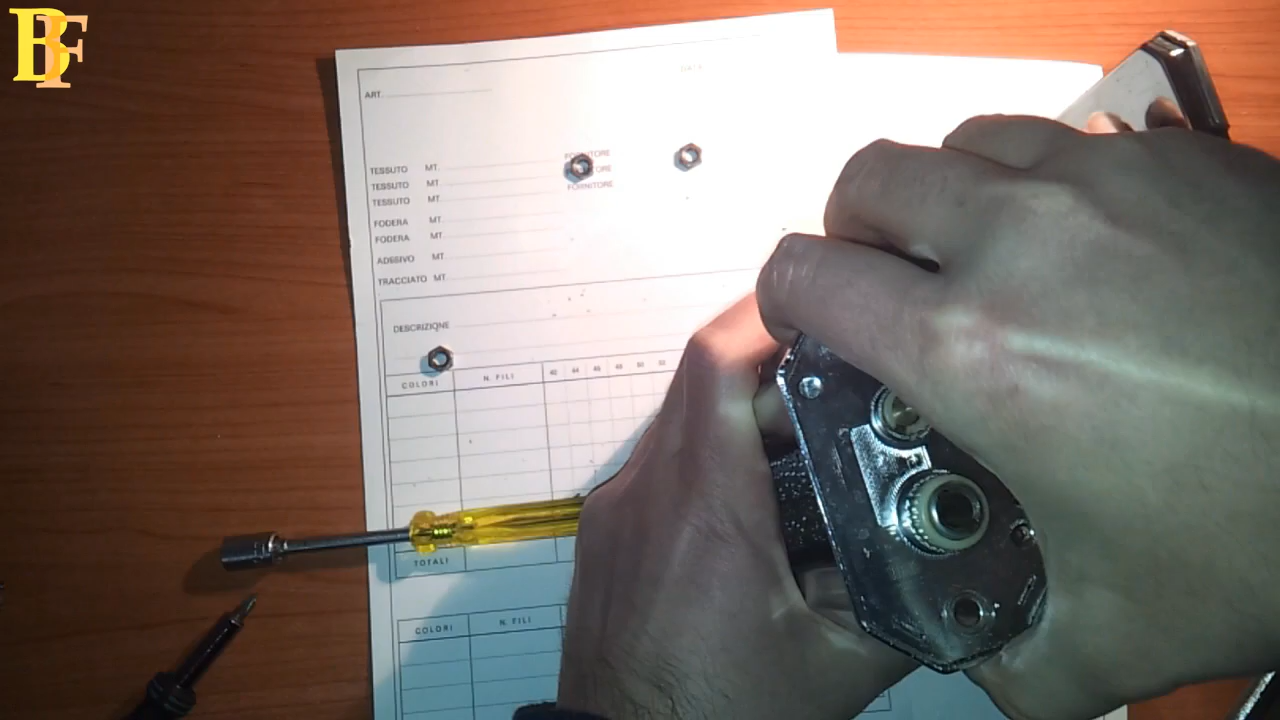 BF
DATA
ART.
TESSUTO MT. FORNITORE
TESSUTO MT.
TESSUTO MT. FORNITORE
FODERA MT.
FODERA MT.
ADESIVO MT.
TRACCIATO MT.
DESCRIZIONE
COLORI N. FILI 42 44 46 48 50 52
TOTALI
COLORI N. FILI